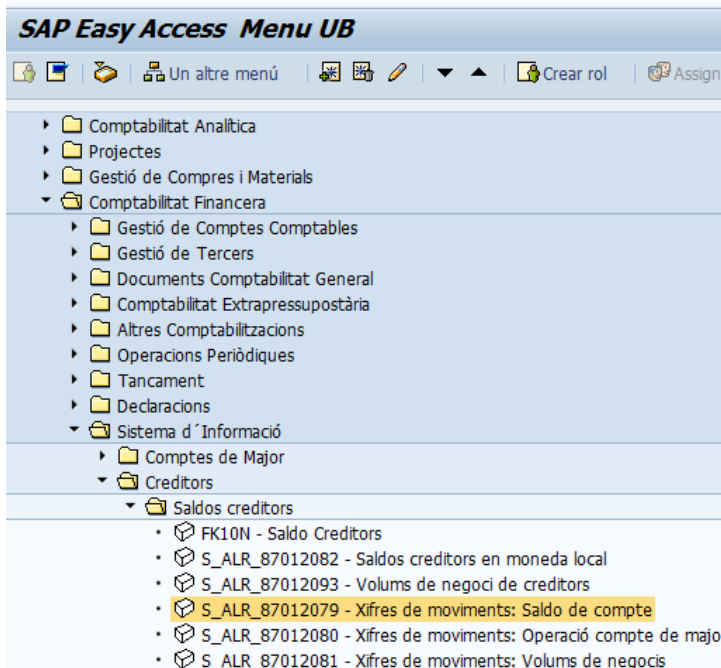 SAP Easy Access Menu UB
Un altre menú Crear rol Assign
Comptabilitat Analítica
Projectes
Gestió de Compres i Materials
Comptabilitat Financera
Gestió de Comptes Comptables
Gestió de Tercers
Documents Comptabilitat General
Comptabilitat Extrapressupostària
Altres Comptabilitzacions
Operacions Periòdiques
Tancament
Declaracions
Sistema d´Informació
Comptes de Major
Creditors
Saldos creditors
FK10N - Saldo Creditors
S_ALR_87012082 - Saldos creditors en moneda local
S_ALR_87012093 - Volums de negoci de creditors
S_ALR_87012079 - Xifres de moviments: Saldo de compte
S_ALR_87012080 - Xifres de moviments: Operació compte de majo
S_ALR_87012081 - Xifres de moviments: Volums de negocis